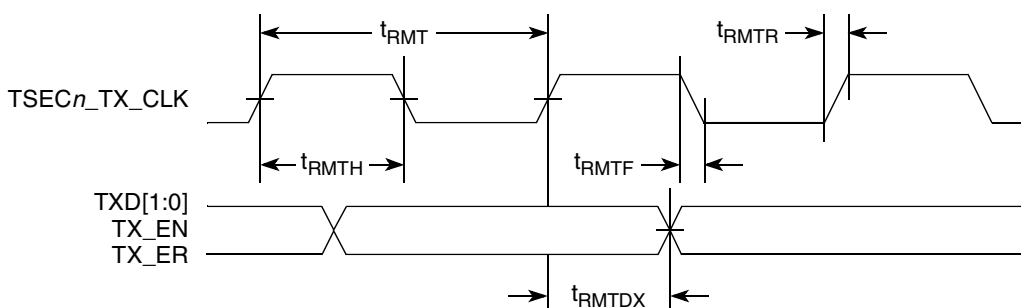 tRMT
tRMTR
TSECn_TX_CLK
tRMTH
tRMTF
TXD[1:0]
TX_EN
TX_ER
tRMTDX